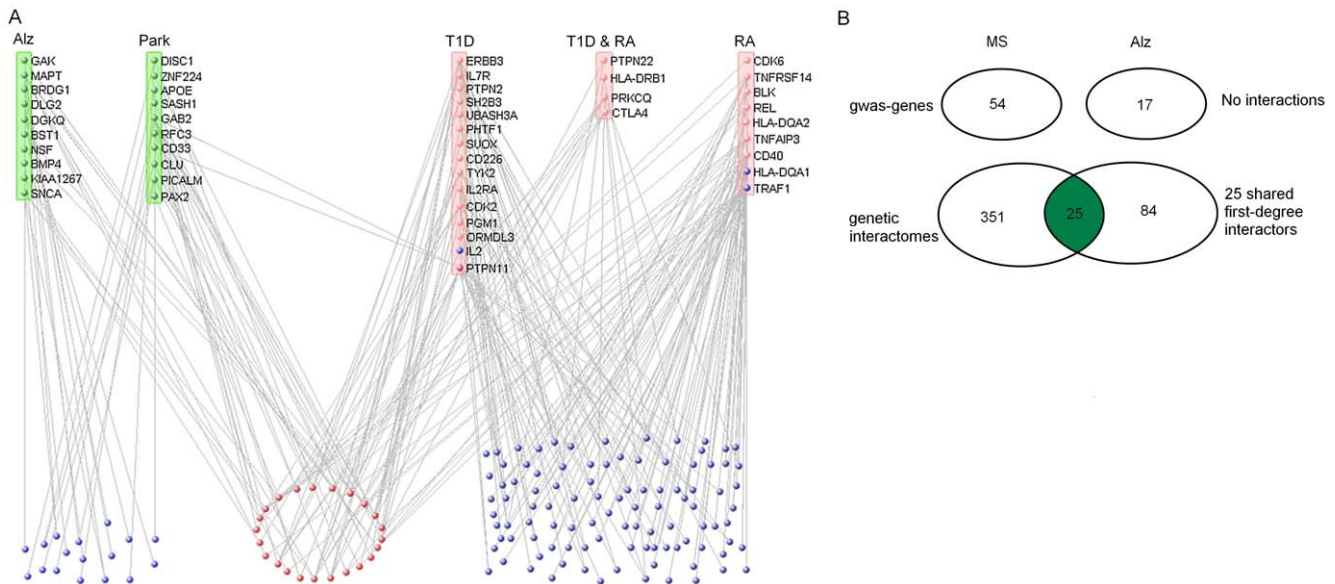 A
Alz
GAK
MAPT
BRDG1
DLG2
DGKQ
BST1
NSF
BMP4
KIAA1267
SNCA
Park
DISC1
ZNF224
APOE
SASH1
GAB2
RFC3
CD33
CLU
PICALM
PAX2
T1D
ERBB3
IL7R
PTPN2
SH2B3
UBASH3A
PHTF1
SUOX
CD226
TYK2
IL2RA
CDK2
PGM1
ORMDL3
IL2
PTPN11
T1D & RA
PTPN22
HLA-DRB1
PRKCQ
CTLA4
RA
CDK6
TNFRSF14
BLK
REL
HLA-DQA2
TNFAIP3
CD40
HLA-DQA1
TRAF1
B
MS
Alz
gwas-genes
54
17
No interactions
genetic
interactomes
351
25
84
25 shared
first-degree
interactors